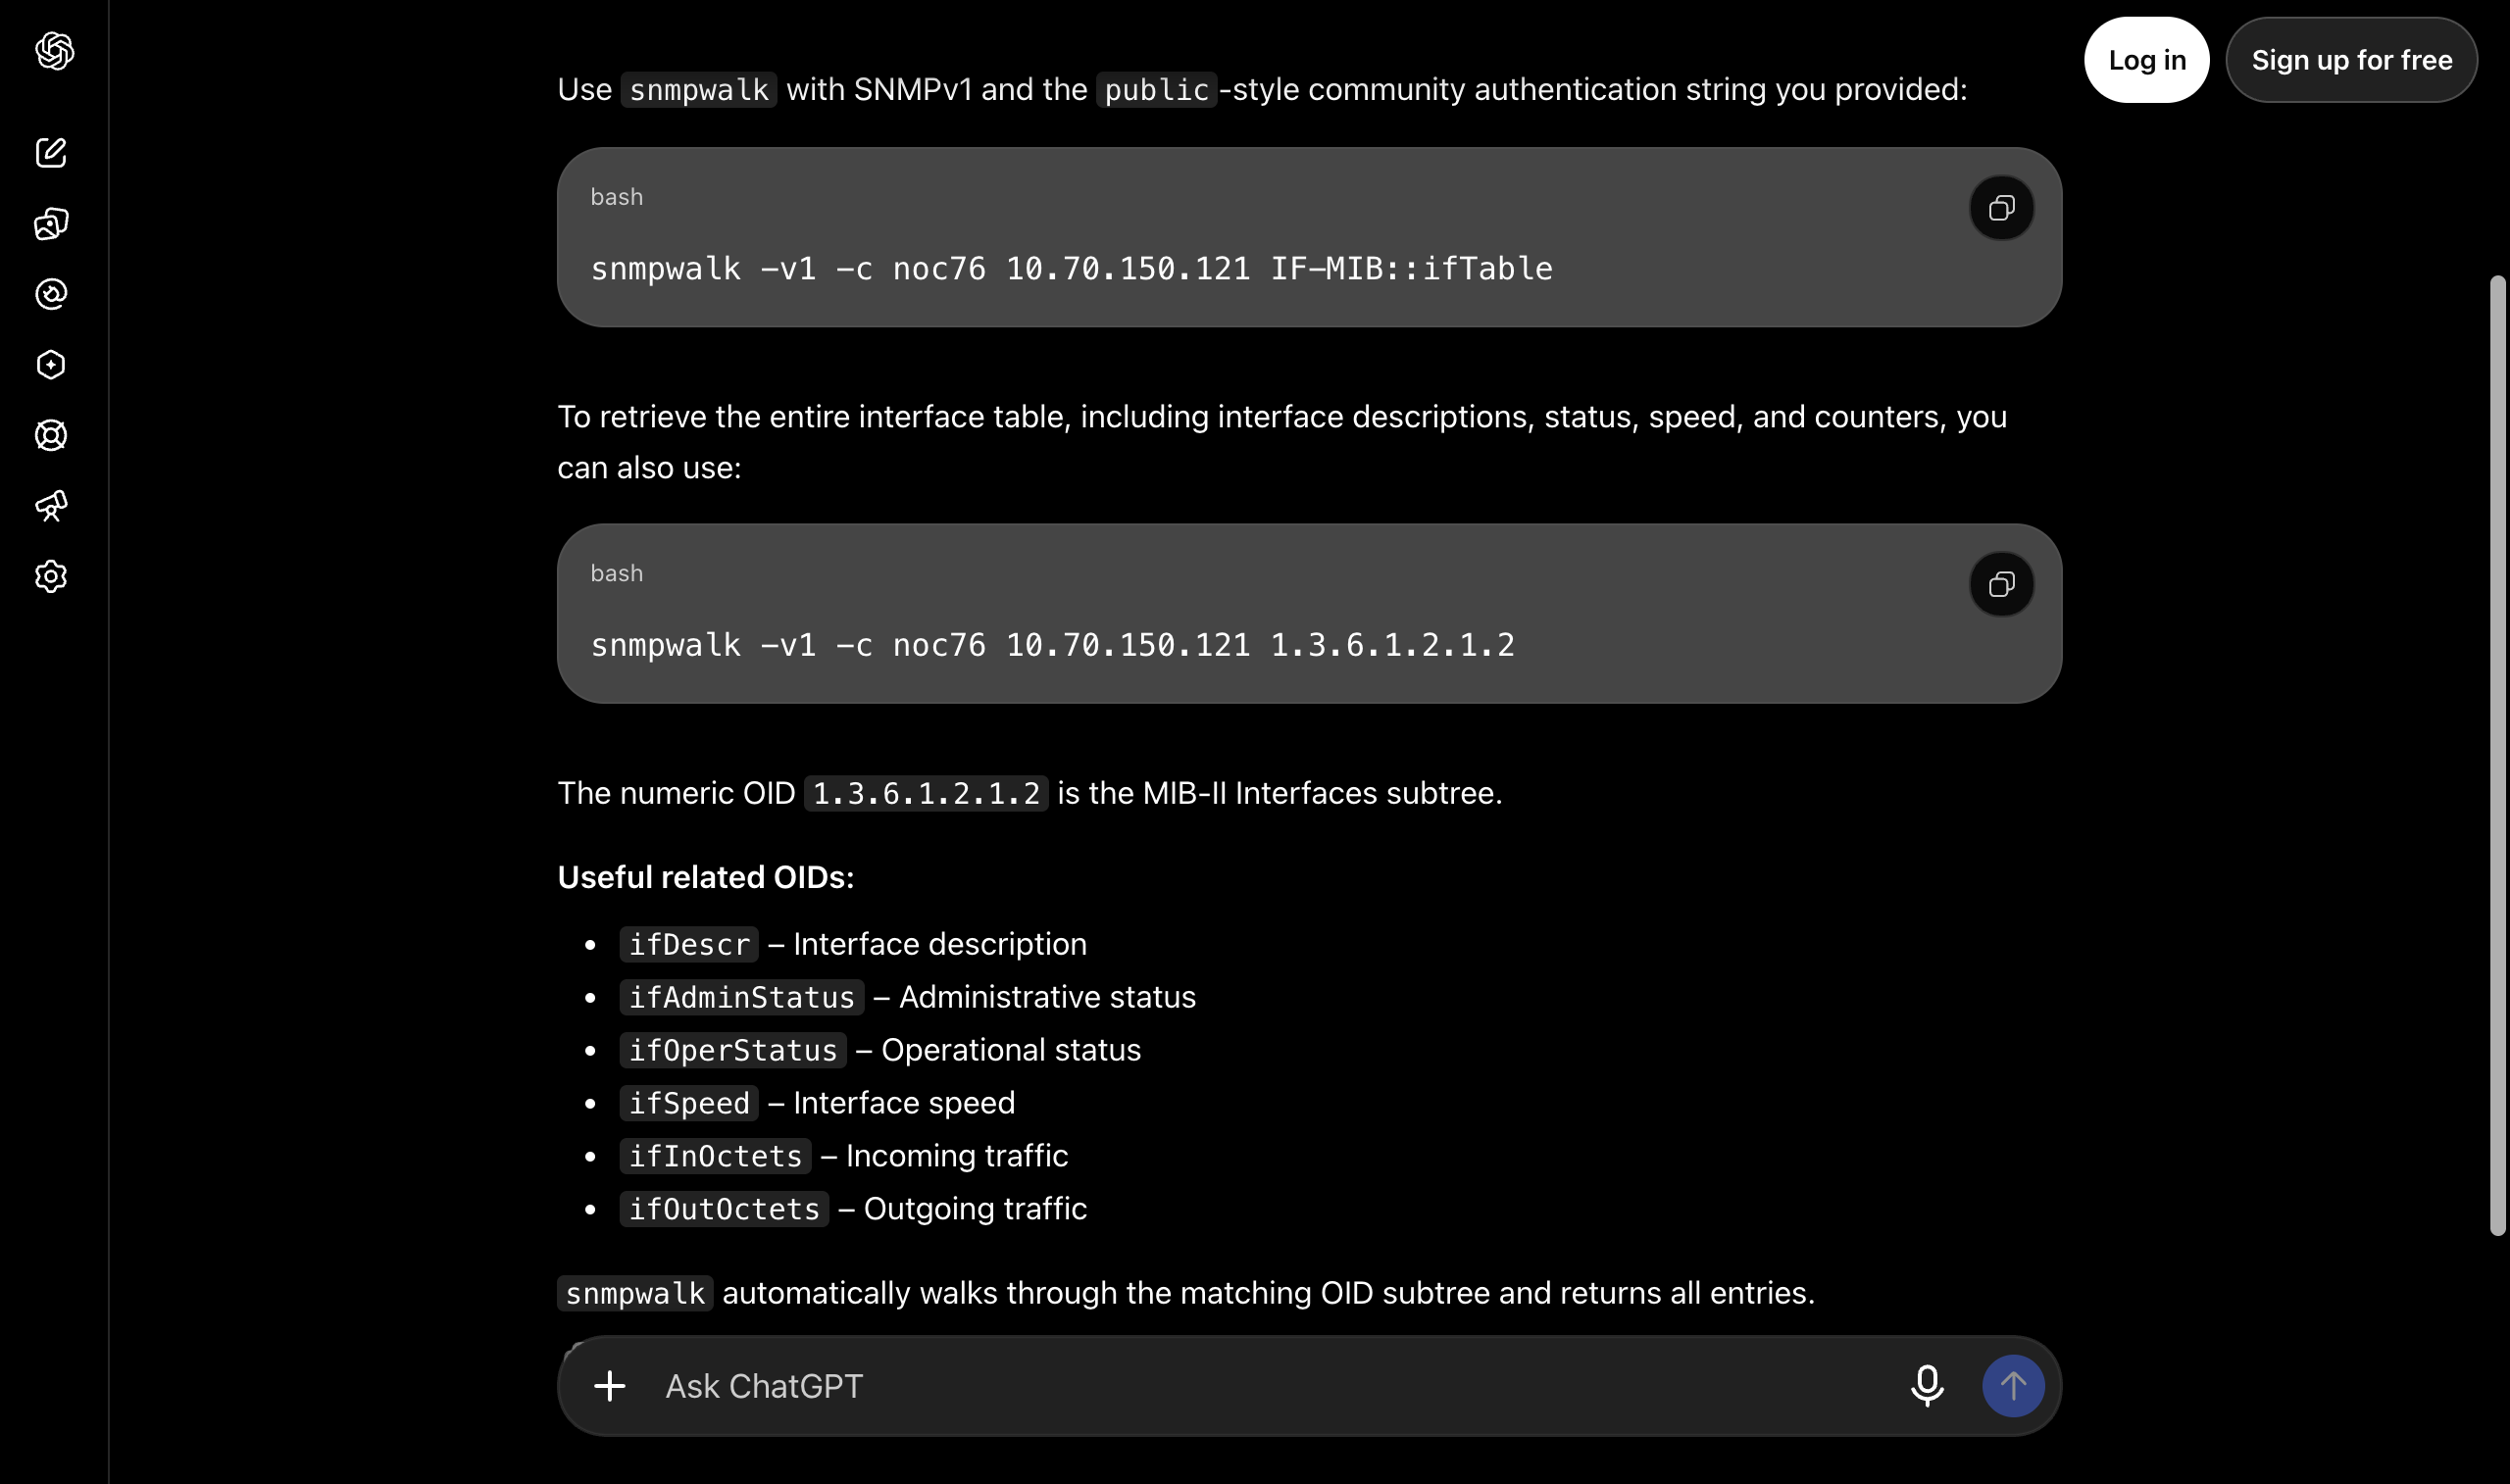 Log in
Sign up for free
Use snmpwalk with SNMPv1 and the public-style community authentication string you provided:
bash
snmpwalk -v1 -c noc76 10.70.150.121 IF-MIB::ifTable
To retrieve the entire interface table, including interface descriptions, status, speed, and counters, you
can also use:
bash
snmpwalk -v1 -c noc76 10.70.150.121 1.3.6.1.2.1.2
The numeric OID 1.3.6.1.2.1.2 is the MIB-II Interfaces subtree.
Useful related OIDs:
• ifDescr – Interface description
• ifAdminStatus – Administrative status
• ifOperStatus – Operational status
• ifSpeed – Interface speed
• ifInOctets – Incoming traffic
• ifOutOctets – Outgoing traffic
snmpwalk automatically walks through the matching OID subtree and returns all entries.
Ask ChatGPT